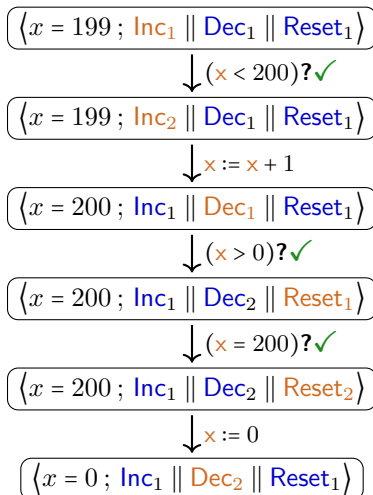 ⟨x = 199 ; Inc₁ || Dec₁ || Reset₁⟩
(x < 200)?✓
⟨x = 199 ; Inc₂ || Dec₁ || Reset₁⟩
x := x + 1
⟨x = 200 ; Inc₁ || Dec₁ || Reset₁⟩
(x > 0)?✓
⟨x = 200 ; Inc₁ || Dec₂ || Reset₁⟩
(x = 200)?✓
⟨x = 200 ; Inc₁ || Dec₂ || Reset₂⟩
x := 0
⟨x = 0 ; Inc₁ || Dec₂ || Reset₁⟩